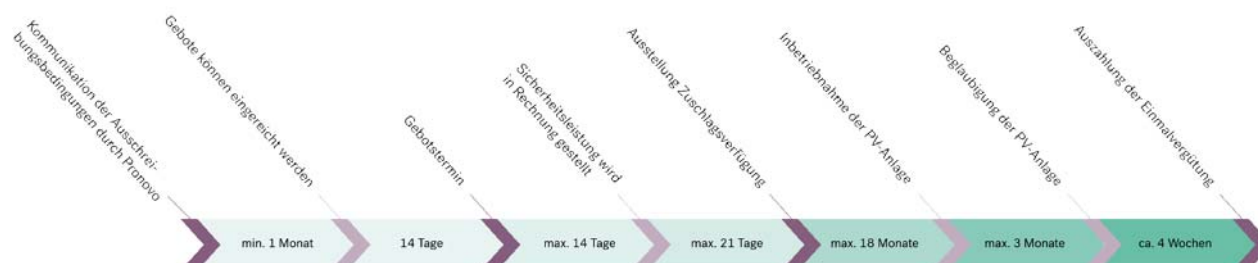 Kommunikation der Ausschrei-
bungsbedingungen durch Pronovo
Gebote können eingereicht werden
Gebotstermin
Sicherheitsleistung wird
in Rechnung gestellt
Ausstellung Zuschlagsverfügung
Inbetriebnahme der PV-Anlage
Beglaubigung der PV-Anlage
Auszahlung der Einmalvergütung
min. 1 Monat
14 Tage
max. 14 Tage
max. 21 Tage
max. 18 Monate
max. 3 Monate
ca. 4 Wochen